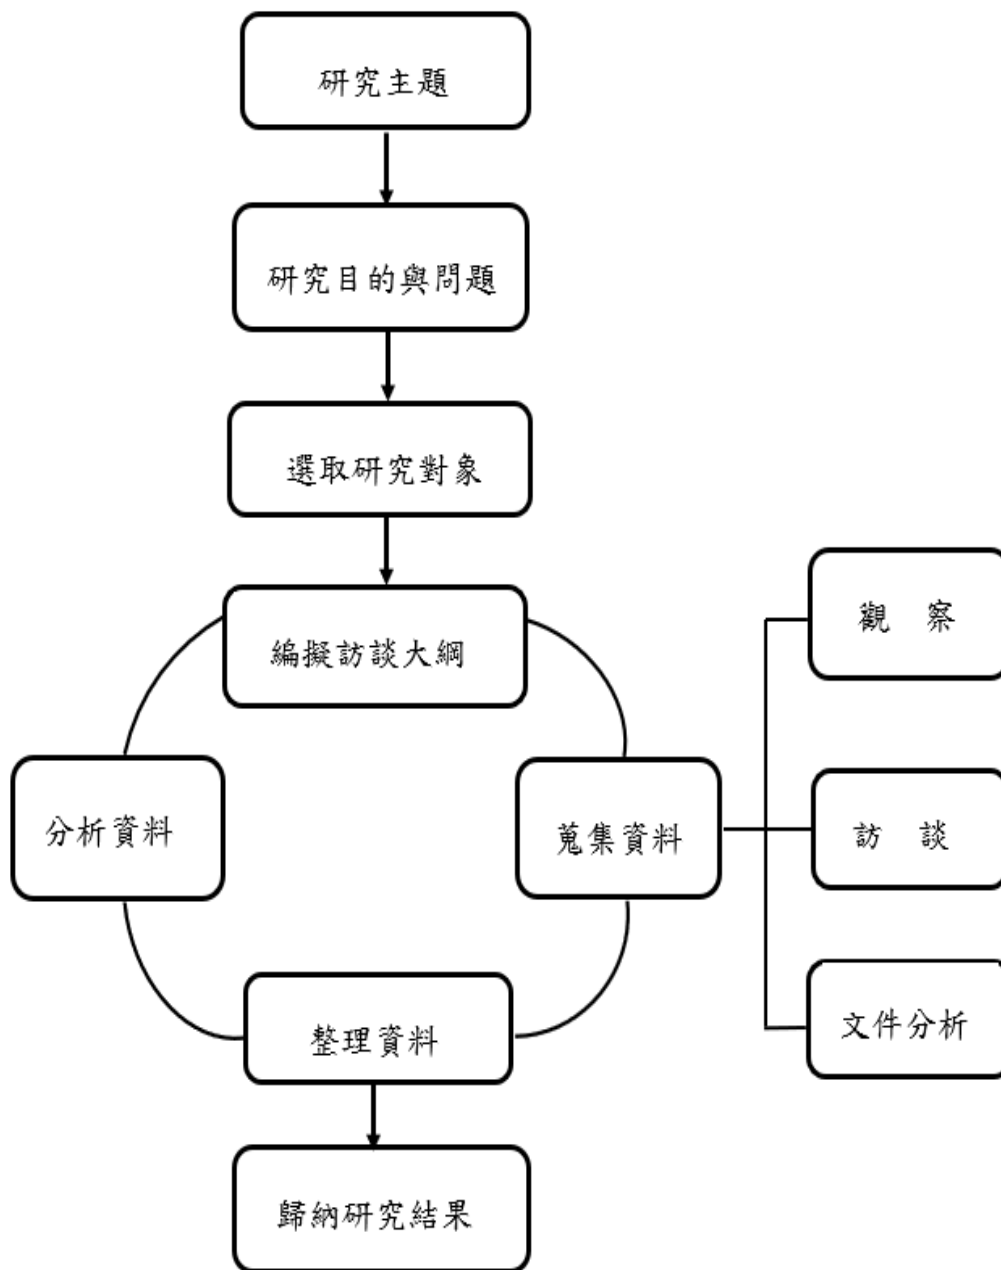 研究主題
研究目的與問題
選取研究對象
編擬訪談大綱
觀　察
分析資料
蒐集資料
訪　談
整理資料
文件分析
歸納研究結果